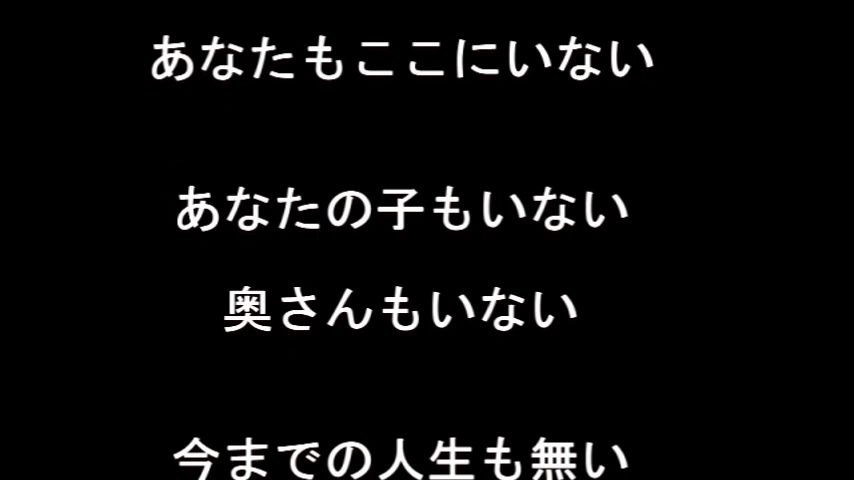 あなたもここにいない
あなたの子もいない
奥さんもいない
今までの人生も無い